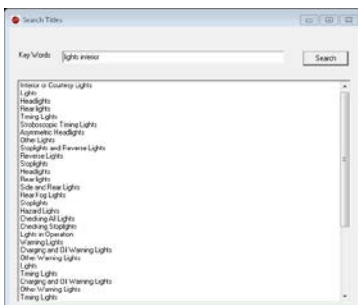 Search Titles
Key Words
lights interior
Search
Interior or Courtesy Lights
Lights
Headlights
Rearlights
Timing Lights
Stroboscopic Timing Lights
Asymmetric Headlights
Other Lights
Stoplights and Reverse Lights
Reverse Lights
Stoplights
Headlights
Rearlights
Side and Rear Lights
Rear Fog Lights
Stoplights
Hazard Lights
Checking All Lights
Checking Stoplights
Lights in Operation
Warning Lights
Charging and Oil Warning Lights
Other Warning Lights
Lights
Timing Lights
Charging and Oil Warning Lights
Other Warning Lights
Timing Lights